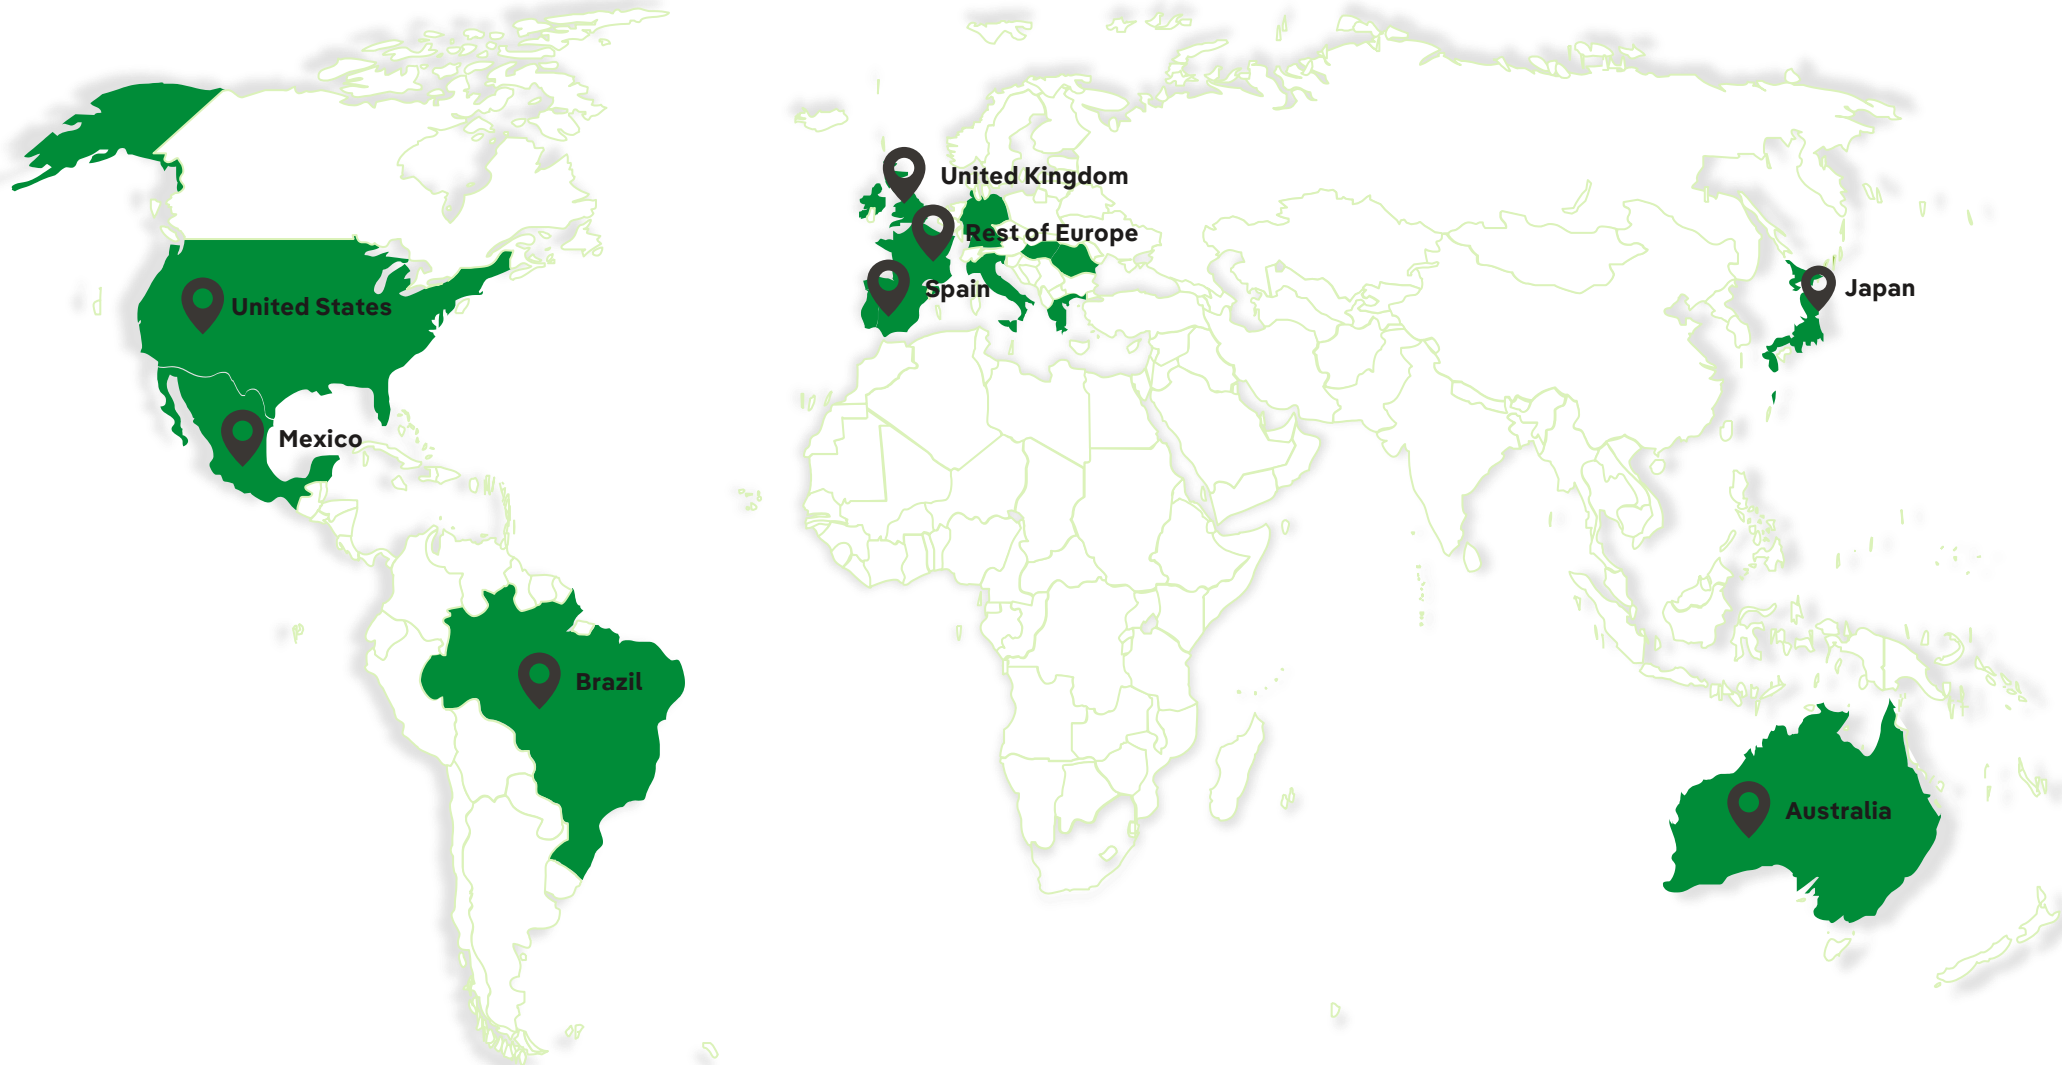 United Kingdom
Rest of Europe
Spain
Japan
United States
Mexico
Brazil
Australia